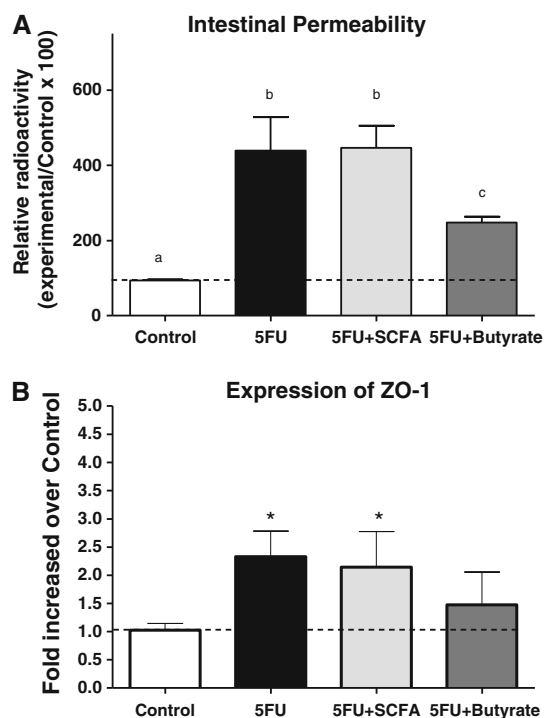 A
Intestinal Permeability
Relative radioactivity
(experimental/Control x 100)
600
400
200
0
a
b
b
c
Control
5FU
5FU+SCFA
5FU+Butyrate
B
Expression of ZO-1
Fold increased over Control
5.0
4.5
4.0
3.5
3.0
2.5
2.0
1.5
1.0
0.5
0.0
*
*
Control
5FU
5FU+SCFA
5FU+Butyrate